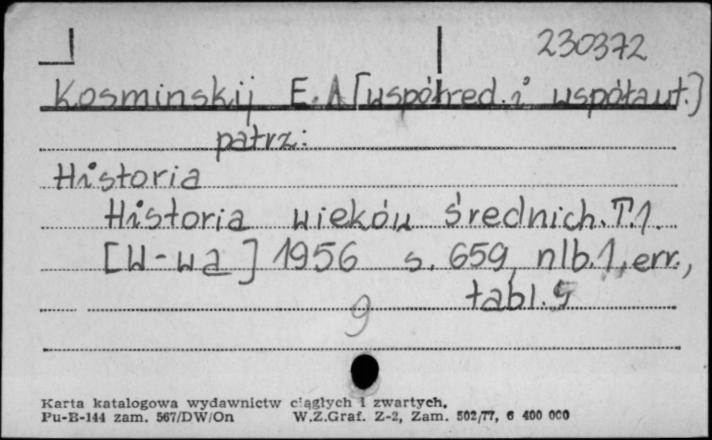 230372
Kosminskij E.A [współred. i współaut.]
patrz:
Historia
Historia wieków średnich. T.1.
[W-wa] 1956 s. 659, nlb.1, err.,
tabl. 5
9
Karta katalogowa wydawnictw ciągłych i zwartych.
Pu-B-144 zam. 567/DW/On W.Z.Graf. Z-2, Zam. 502/77, 6 400 000